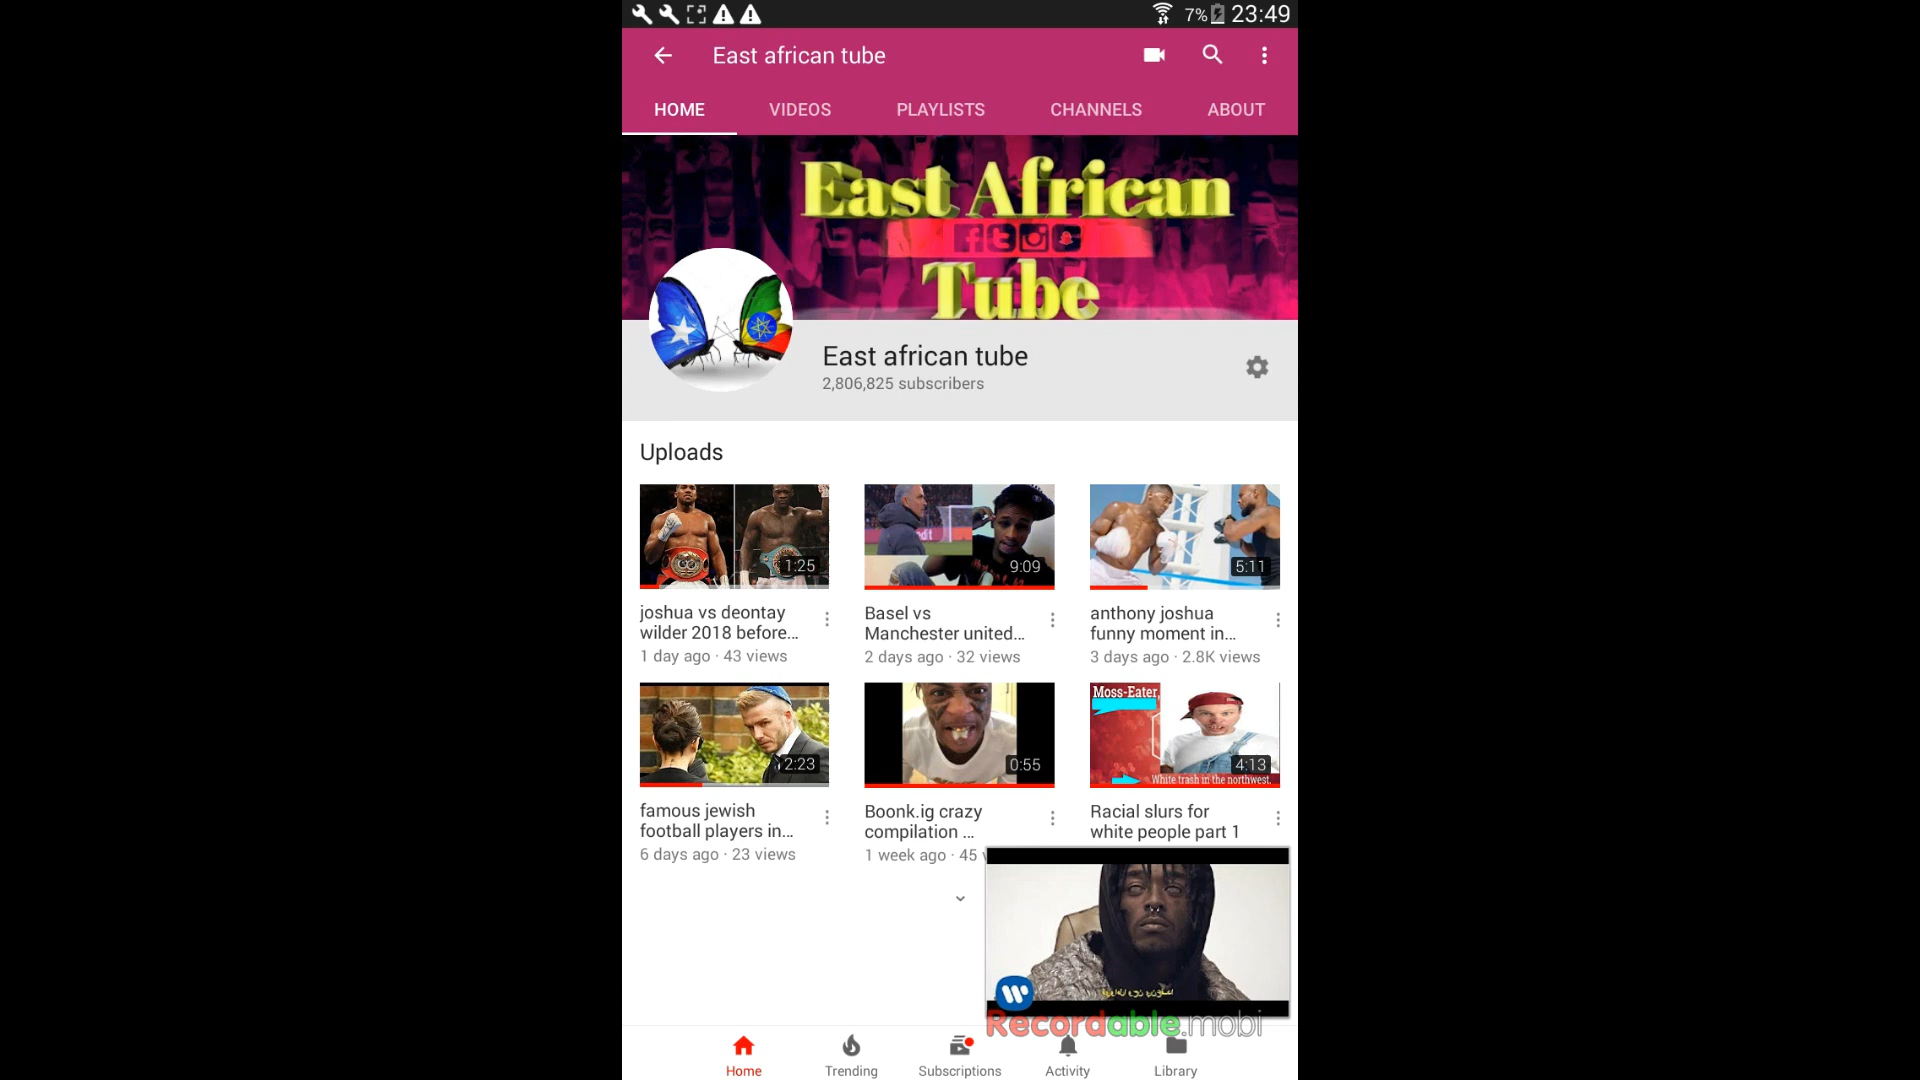 7% 23:49
East african tube
HOME VIDEOS PLAYLISTS CHANNELS ABOUT
East African
Tube
East african tube
2,806,825 subscribers
Uploads
1:25 9:09 5:11
joshua vs deontay
wilder 2018 before...
1 day ago · 43 views
Basel vs
Manchester united...
2 days ago · 32 views
anthony joshua
funny moment in...
3 days ago · 2.8K views
Moss-Eater,
White trash in the northwest.
2:23 0:55 4:13
famous jewish
football players in...
6 days ago · 23 views
Boonk.ig crazy
compilation ...
1 week ago · 45 v
Racial slurs for
white people part 1
Recordable.mobi
Home Trending Subscriptions Activity Library